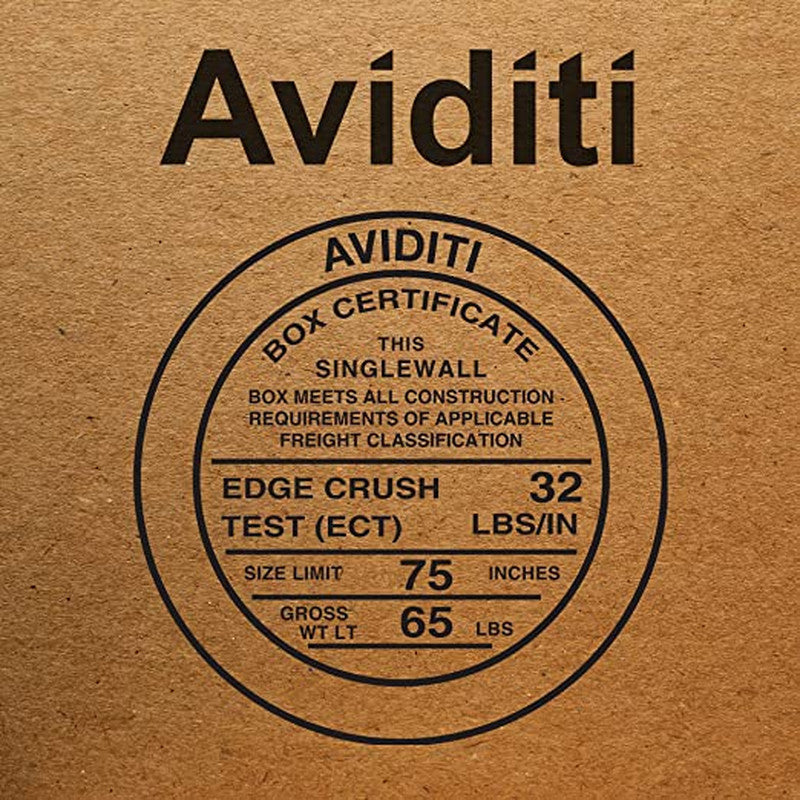 Aviditi
AVIDITI
BOX CERTIFICATE
THIS
SINGLEWALL
BOX MEETS ALL CONSTRUCTION
REQUIREMENTS OF APPLICABLE
FREIGHT CLASSIFICATION
EDGE CRUSH 32
TEST (ECT) LBS/IN
SIZE LIMIT 75 INCHES
GROSS
WT LT 65 LBS